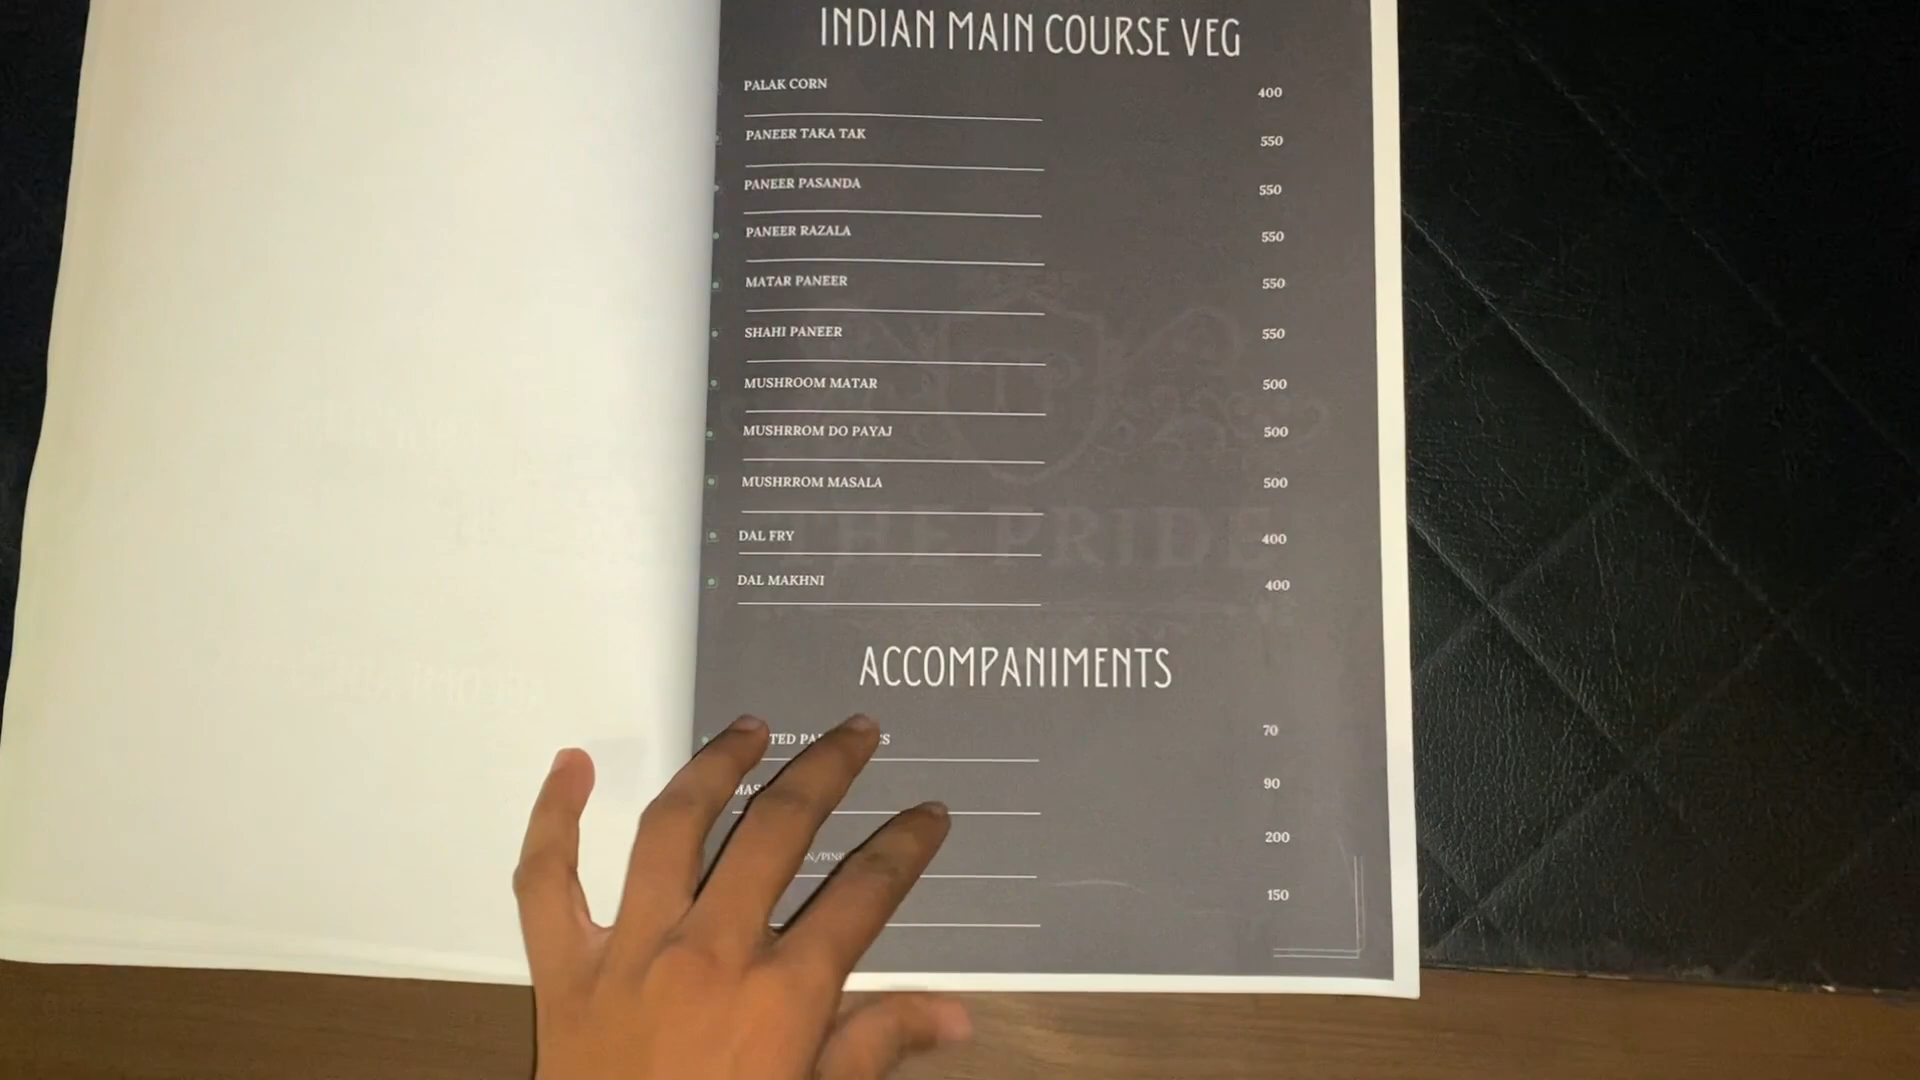 INDIAN MAIN COURSE VEG
PALAK CORN 400
PANEER TAKA TAK 550
PANEER PASANDA 550
PANEER RAZALA 550
MATAR PANEER 550
SHAHI PANEER 550
MUSHROOM MATAR 500
MUSHRROM DO PAYAJ 500
MUSHRROM MASALA 500
THE PRIDE
DAL FRY 400
DAL MAKHNI 400
ACCOMPANIMENTS
70
90
200
150